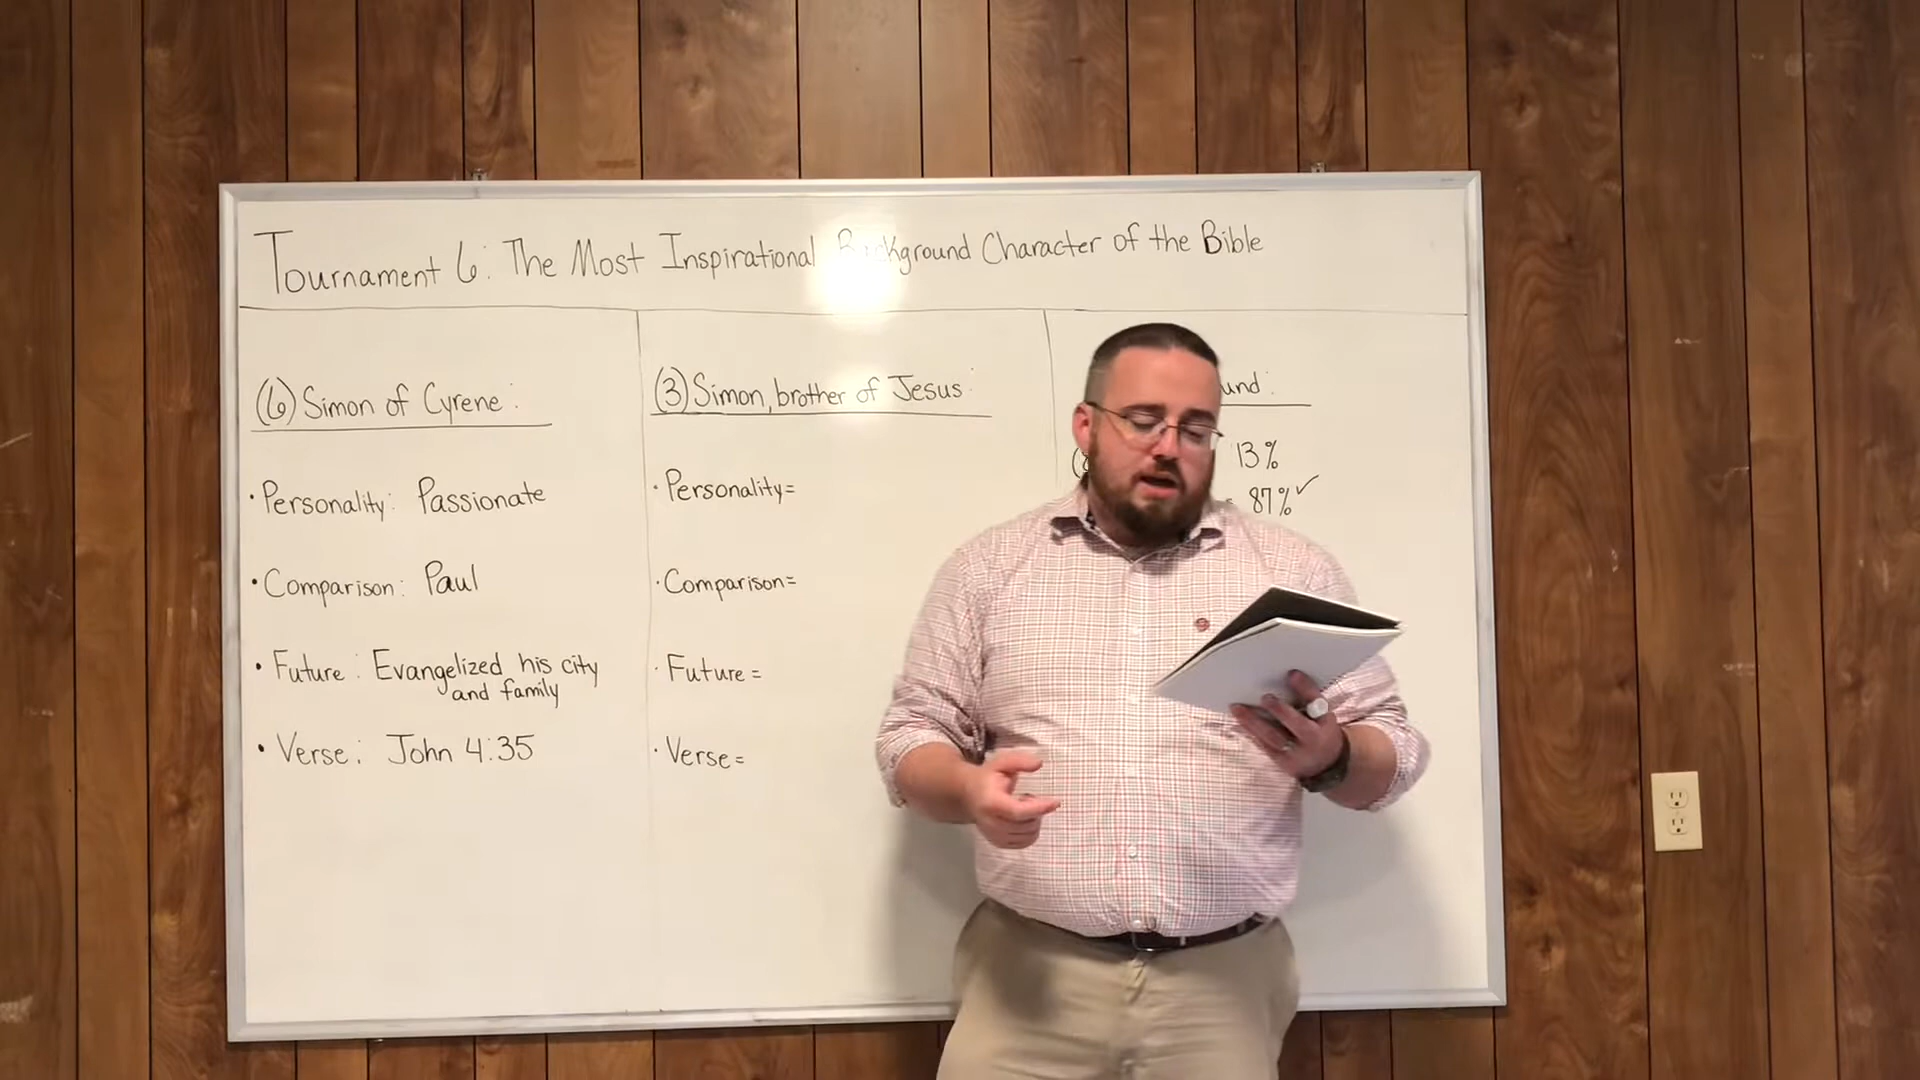 Tournament 6: The Most Inspirational Background Character of the Bible
(6) Simon of Cyrene:
• Personality: Passionate
• Comparison: Paul
• Future: Evangelized his city
and family
• Verse: John 4:35
(3) Simon, brother of Jesus:
• Personality=
• Comparison=
• Future=
• Verse=
13%
87% ✓